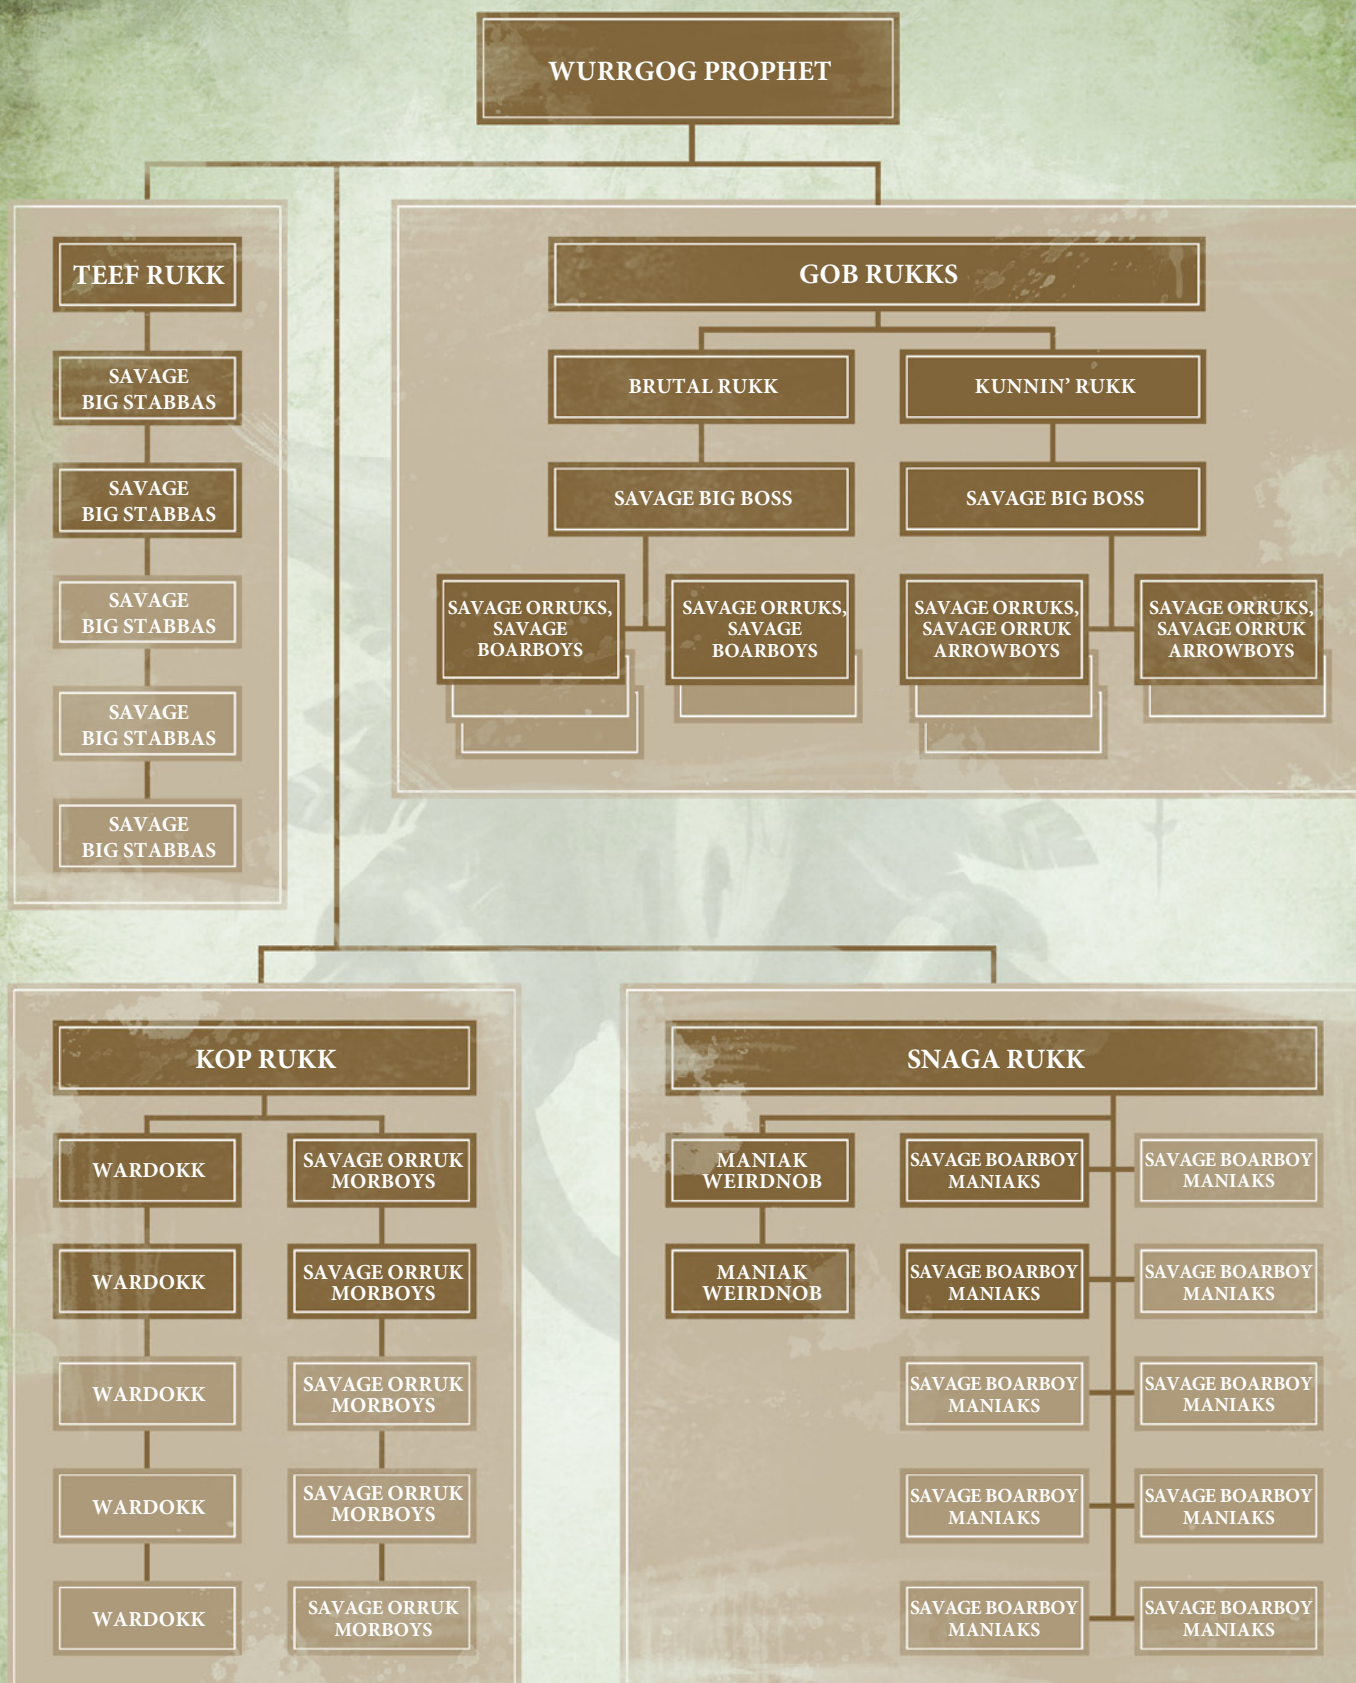 WURRGOG PROPHET
TEEF RUKK
SAVAGE
BIG STABBAS
SAVAGE
BIG STABBAS
SAVAGE
BIG STABBAS
SAVAGE
BIG STABBAS
SAVAGE
BIG STABBAS
GOB RUKKS
BRUTAL RUKK
KUNNIN’ RUKK
SAVAGE BIG BOSS
SAVAGE BIG BOSS
SAVAGE ORRUKS,
SAVAGE
BOARBOYS
SAVAGE ORRUKS,
SAVAGE
BOARBOYS
SAVAGE ORRUKS,
SAVAGE ORRUK
ARROWBOYS
SAVAGE ORRUKS,
SAVAGE ORRUK
ARROWBOYS
KOP RUKK
WARDOKK
SAVAGE ORRUK
MORBOYS
WARDOKK
SAVAGE ORRUK
MORBOYS
WARDOKK
SAVAGE ORRUK
MORBOYS
WARDOKK
SAVAGE ORRUK
MORBOYS
WARDOKK
SAVAGE ORRUK
MORBOYS
SNAGA RUKK
MANIAK
WEIRDNOB
SAVAGE BOARBOY
MANIAKS
SAVAGE BOARBOY
MANIAKS
MANIAK
WEIRDNOB
SAVAGE BOARBOY
MANIAKS
SAVAGE BOARBOY
MANIAKS
SAVAGE BOARBOY
MANIAKS
SAVAGE BOARBOY
MANIAKS
SAVAGE BOARBOY
MANIAKS
SAVAGE BOARBOY
MANIAKS
SAVAGE BOARBOY
MANIAKS
SAVAGE BOARBOY
MANIAKS